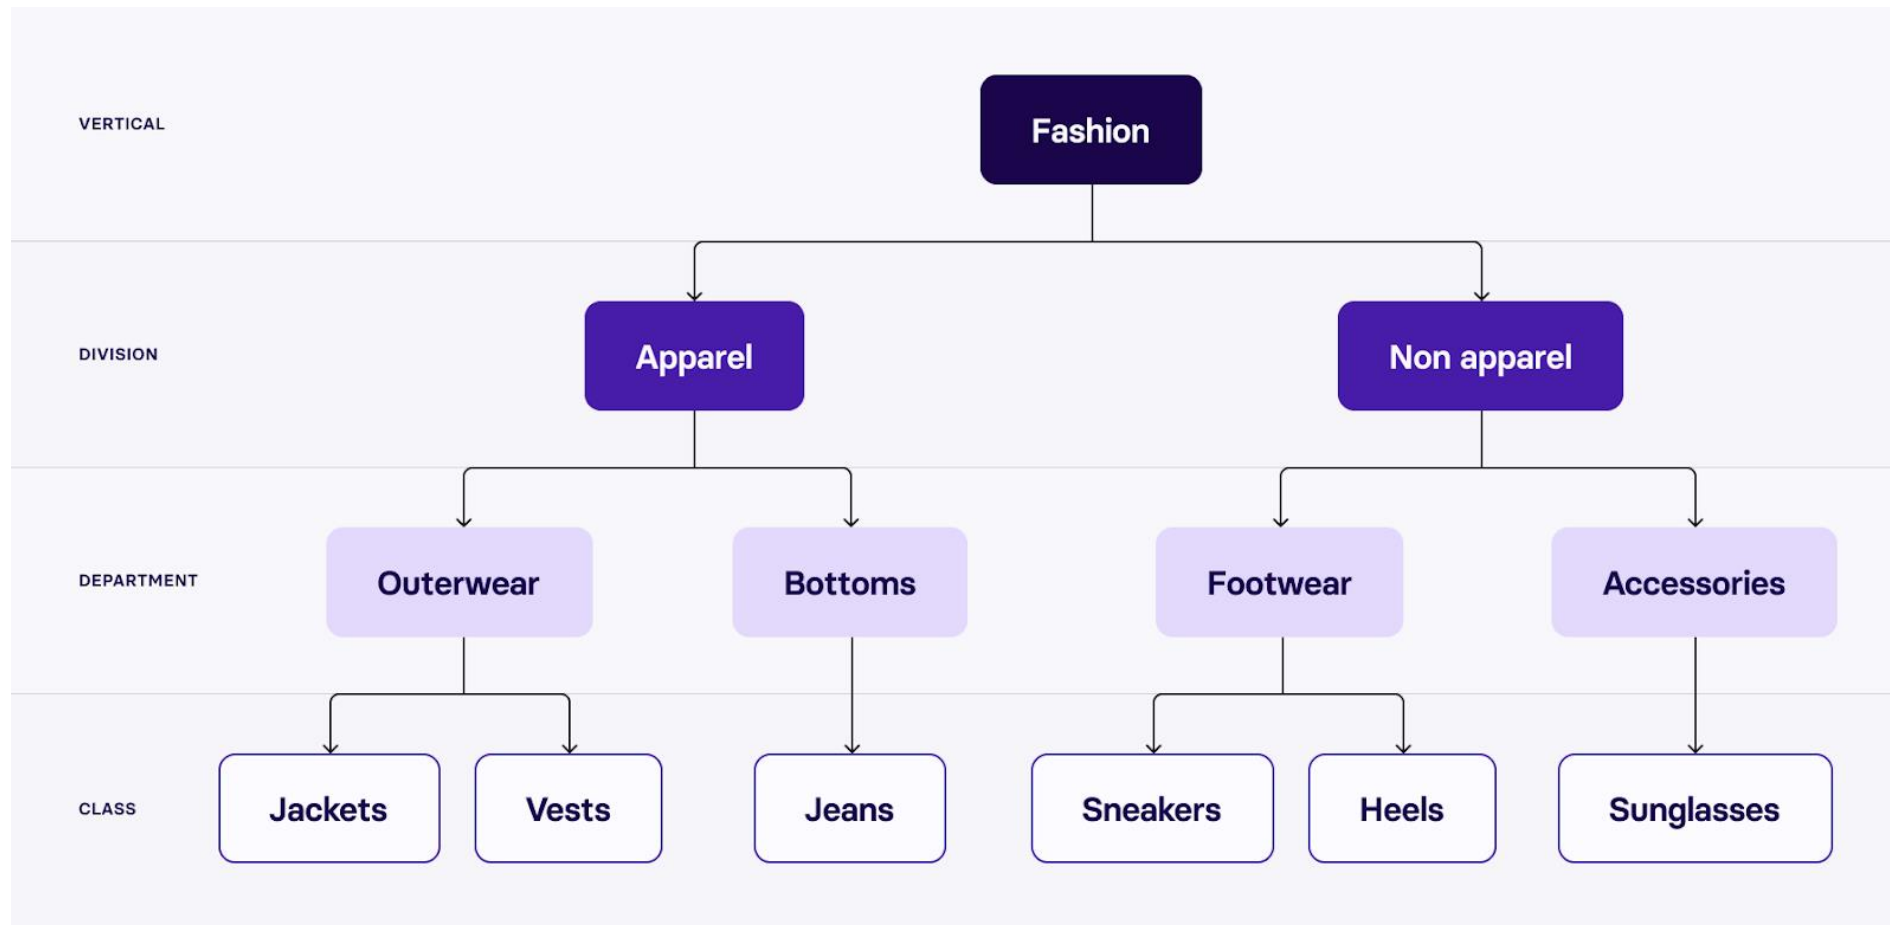 VERTICAL
Fashion
DIVISION
Apparel
Non apparel
DEPARTMENT
Outerwear
Bottoms
Footwear
Accessories
CLASS
Jackets
Vests
Jeans
Sneakers
Heels
Sunglasses